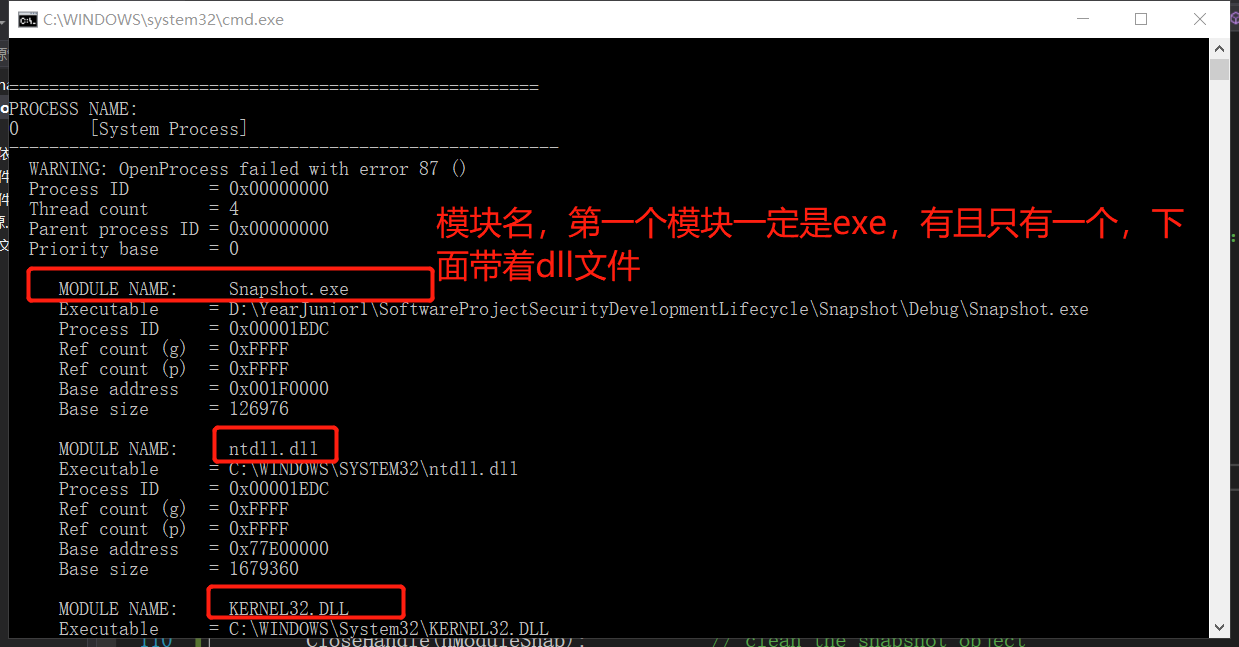 C:\WINDOWS\system32\cmd.exe
=====================================================
PROCESS NAME:
0       [System Process]
-------------------------------------------------------
WARNING: OpenProcess failed with error 87 ()
Process ID        = 0x00000000
Thread count      = 4
Parent process ID = 0x00000000
Priority base     = 0
模块名，第一个模块一定是exe，有且只有一个，下
面带着dll文件
MODULE NAME:     Snapshot.exe
Executable     = D:\YearJunior1\SoftwareProjectSecurityDevelopmentLifecycle\Snapshot\Debug\Snapshot.exe
Process ID     = 0x00001EDC
Ref count (g)  = 0xFFFF
Ref count (p)  = 0xFFFF
Base address   = 0x001F0000
Base size      = 126976
MODULE NAME:     ntdll.dll
Executable     = C:\WINDOWS\SYSTEM32\ntdll.dll
Process ID     = 0x00001EDC
Ref count (g)  = 0xFFFF
Ref count (p)  = 0xFFFF
Base address   = 0x77E00000
Base size      = 1679360
MODULE NAME:     KERNEL32.DLL
Executable     = C:\WINDOWS\System32\KERNEL32.DLL
110 CloseHandle(hModuleSnap); // clean the snapshot object